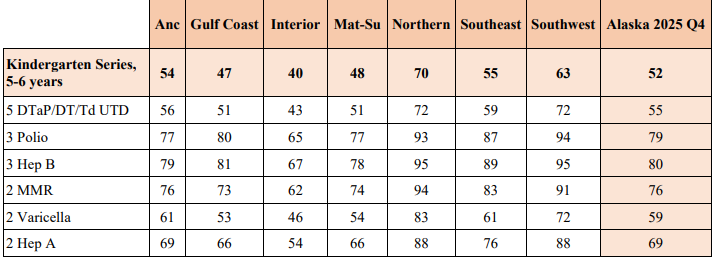 Anc Gulf Coast Interior Mat-Su Northern Southeast Southwest Alaska 2025 Q4
Kindergarten Series,
5-6 years 54 47 40 48 70 55 63 52
5 DTaP/DT/Td UTD 56 51 43 51 72 59 72 55
3 Polio 77 80 65 77 93 87 94 79
3 Hep B 79 81 67 78 95 89 95 80
2 MMR 76 73 62 74 94 83 91 76
2 Varicella 61 53 46 54 83 61 72 59
2 Hep A 69 66 54 66 88 76 88 69